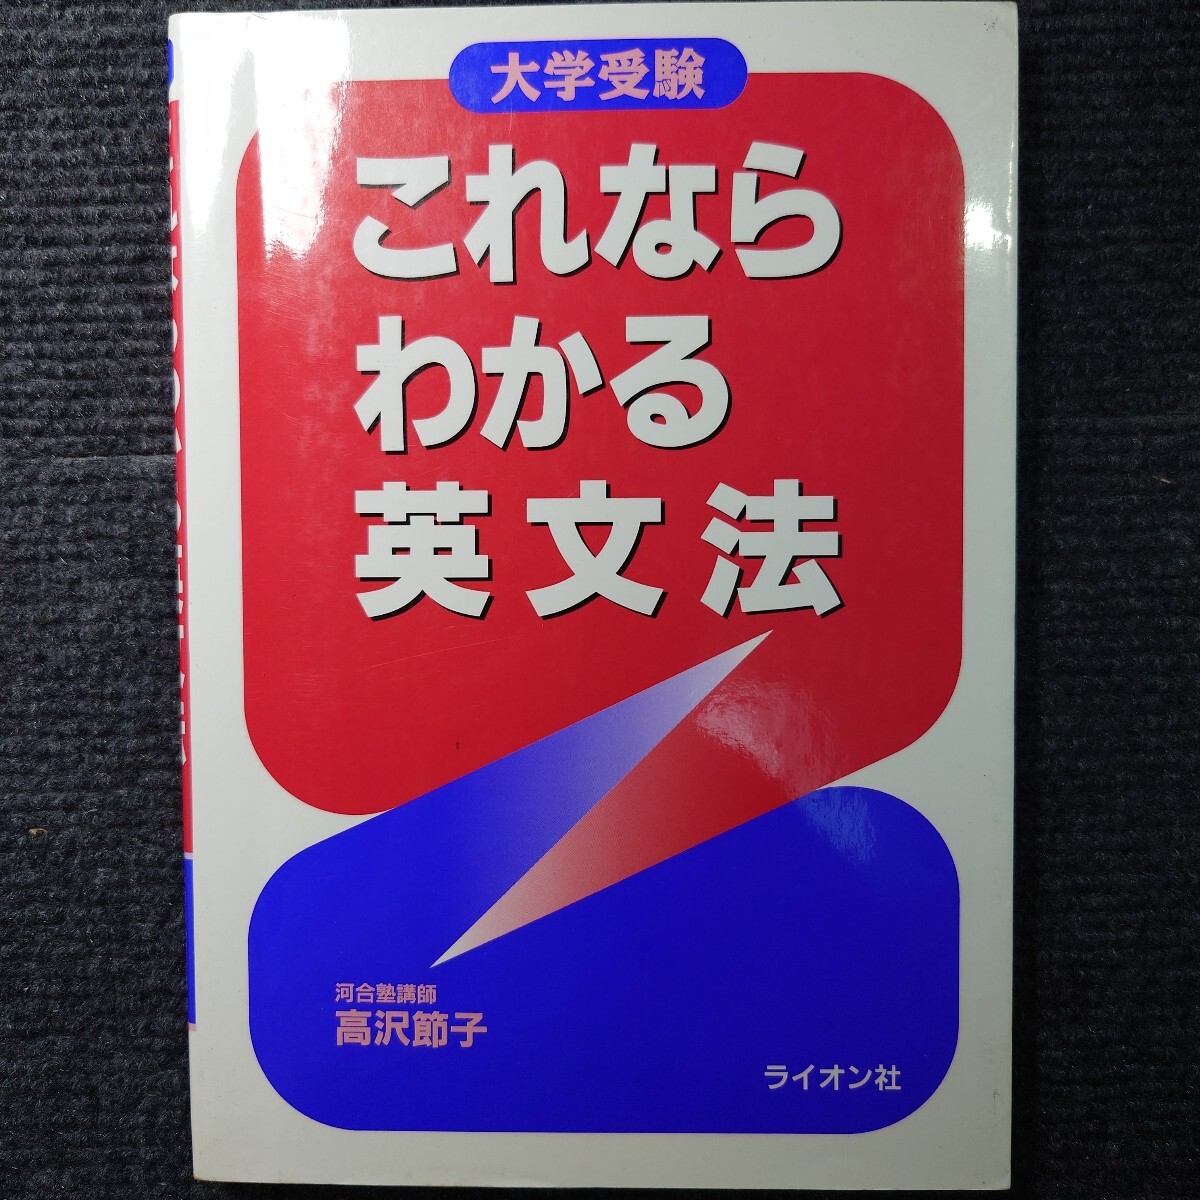 大学受験
これなら
わかる
英文法
河合塾講師
高沢節子
ライオン社